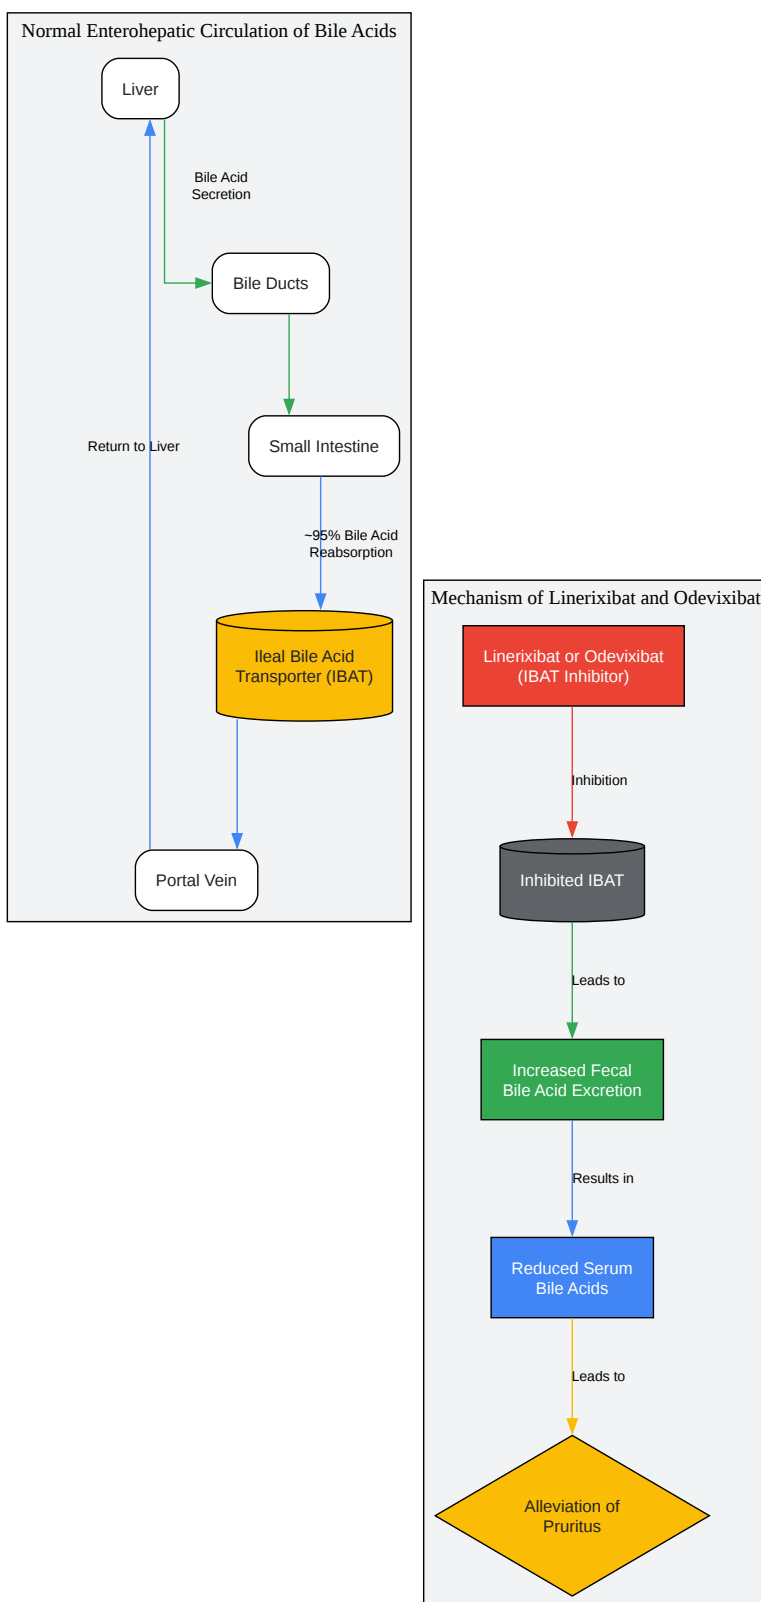 Normal Enterohepatic Circulation of Bile Acids
Liver
Bile Acid
Secretion
Bile Ducts
Return to Liver
Small Intestine
~95% Bile Acid
Reabsorption
Ileal Bile Acid
Transporter (IBAT)
Portal Vein
Mechanism of Linerixibat and Odevixibat
Linerixibat or Odevixibat
(IBAT Inhibitor)
Inhibition
Inhibited IBAT
Leads to
Increased Fecal
Bile Acid Excretion
Results in
Reduced Serum
Bile Acids
Leads to
Alleviation of
Pruritus